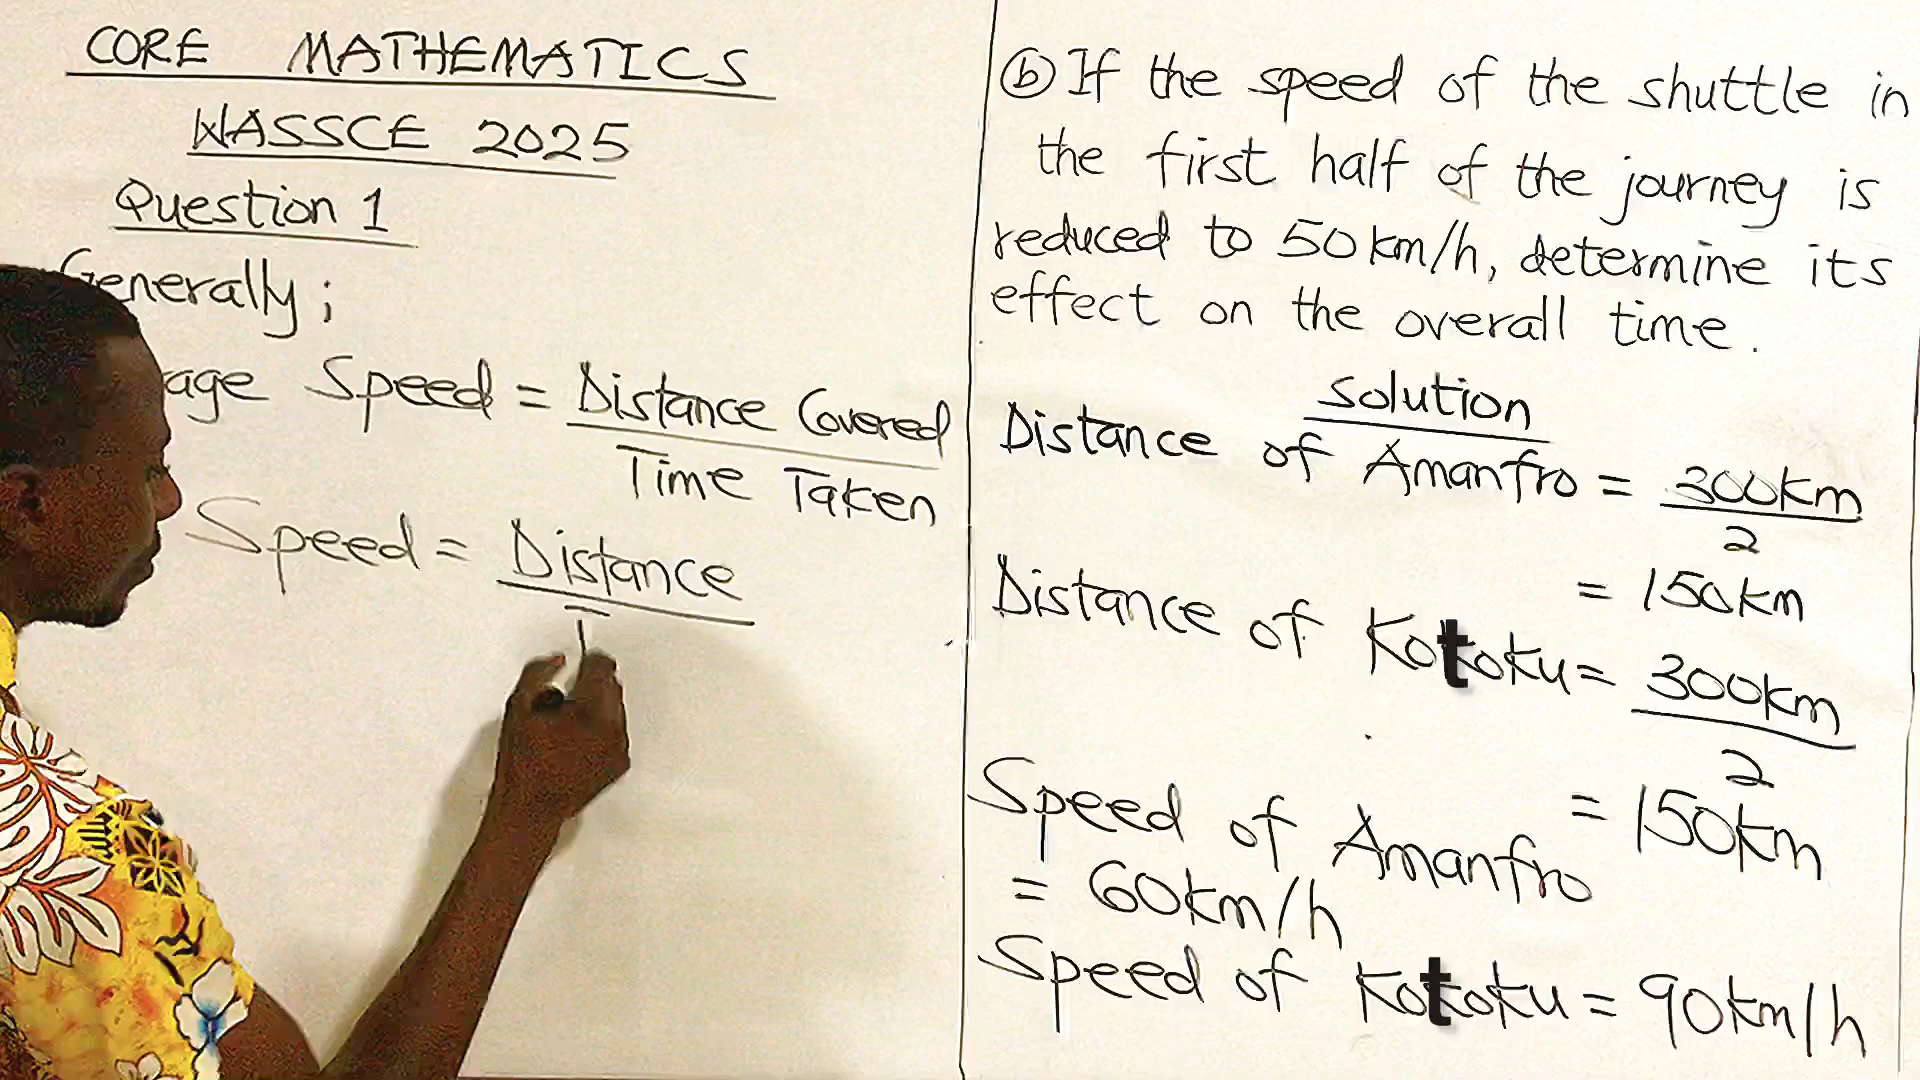 CORE MATHEMATICS
WASSCE 2025
Question 1
Generally;
age Speed = Distance Covered
Time Taken
Speed = Distance
T
(b) If the speed of the shuttle in
the first half of the journey is
reduced to 50km/h, determine its
effect on the overall time.
Solution
Distance of Amanfro = 300km
2
= 150km
Distance of Kotoku = 300km
2
= 150km
Speed of Amanfro
= 60km/h
Speed of Kotoku = 90km/h